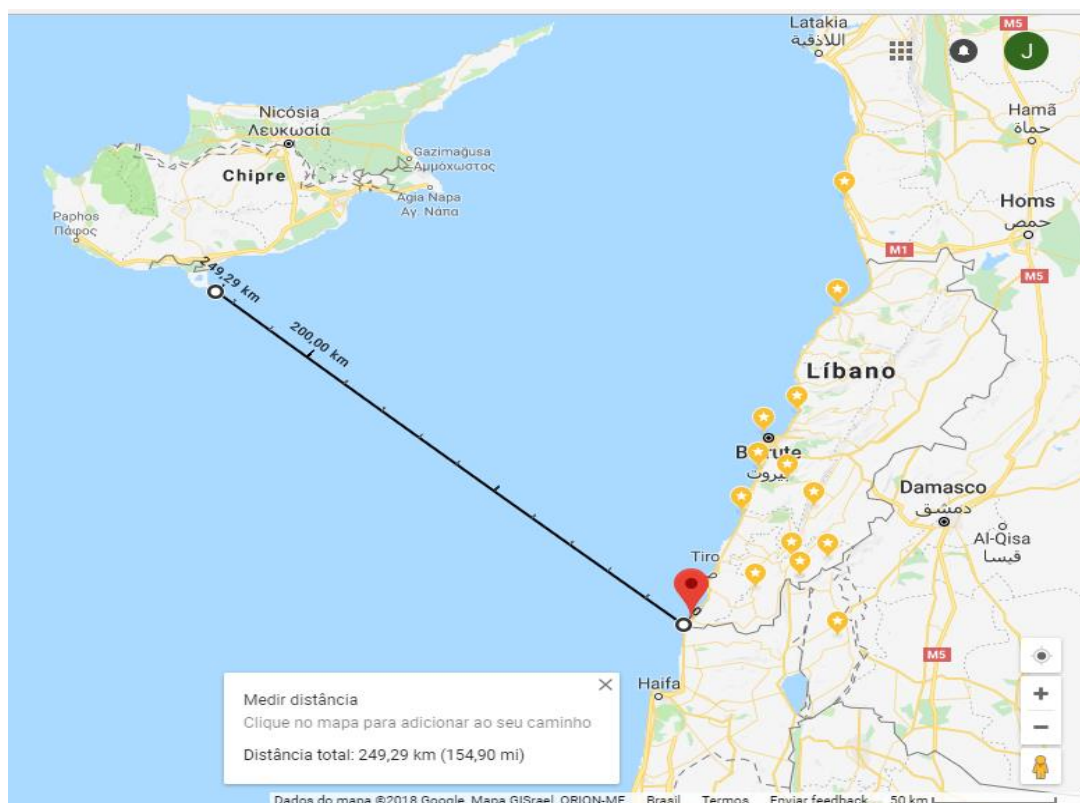 Latakia
اللاذقية
M5
J
Hamã
حماة
Nicósia
Λευκωσία
Gazimağusa
Αμμόχωστος
Chipre
Agia Napa
Αγ. Νάπα
Homs
حمص
Paphos
Πάφος
M1
M5
249,29 km
200,00 km
Líbano
بيروت
Damasco
دمشق
Al-Qisa
قيسا
Tiro
0
M5
Haifa
Medir distância
Clique no mapa para adicionar ao seu caminho
Distância total: 249,29 km (154,90 mi)
Dados do mapa ©2018 Google, Mapa GISrael, ORION-ME Brasil Termos Enviar feedback 50 km